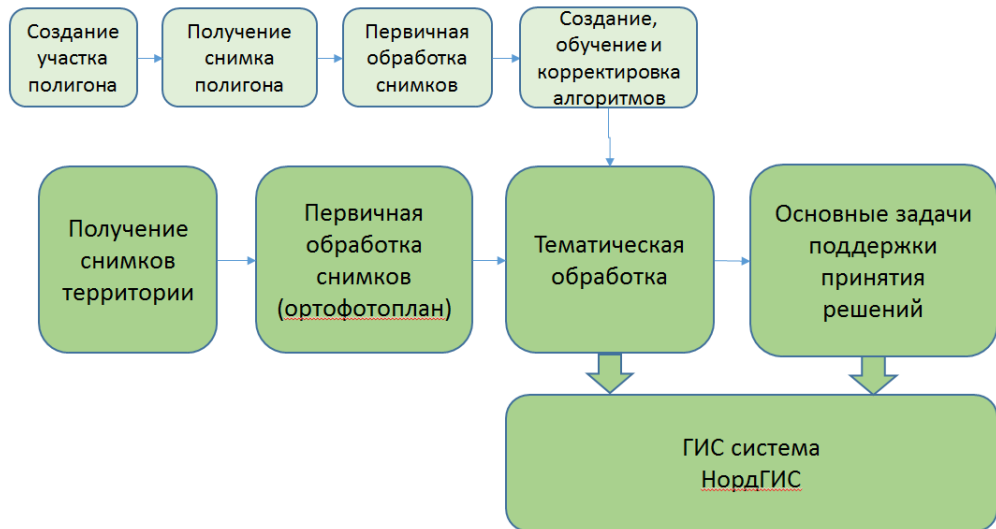 Создание
участка
полигона
Получение
снимка
полигона
Первичная
обработка
снимков
Создание,
обучение и
корректировка
алгоритмов
Получение
снимков
территории
Первичная
обработка
снимков
(ортофотоплан)
Тематическая
обработка
Основные задачи
поддержки
принятия
решений
ГИС система
НордГИС